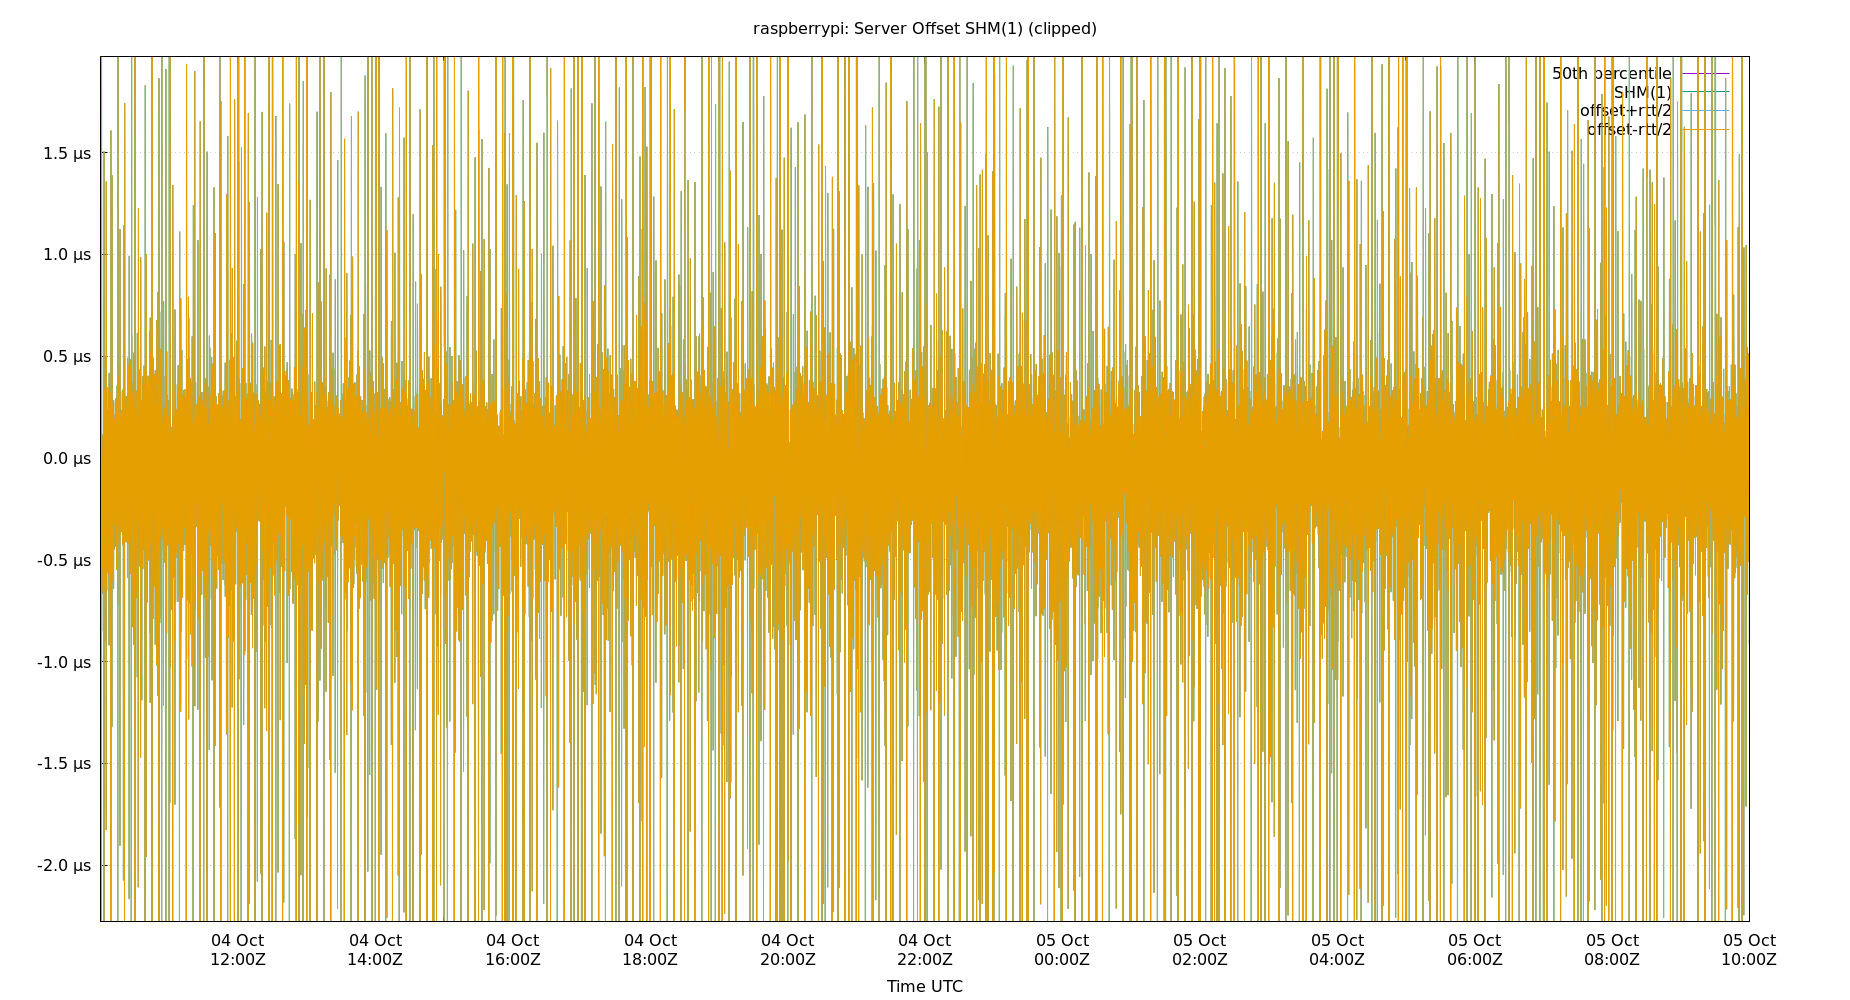 raspberrypi: Server Offset SHM(1) (clipped)
50th percentile
SHM(1)
offset+rtt/2
offset-rtt/2
1.5 µs
1.0 µs
0.5 µs
0.0 µs
-0.5 µs
-1.0 µs
-1.5 µs
-2.0 µs
04 Oct 04 Oct 04 Oct 04 Oct 04 Oct 04 Oct 05 Oct 05 Oct 05 Oct 05 Oct 05 Oct 05 Oct
12:00Z 14:00Z 16:00Z 18:00Z 20:00Z 22:00Z 00:00Z 02:00Z 04:00Z 06:00Z 08:00Z 10:00Z
Time UTC